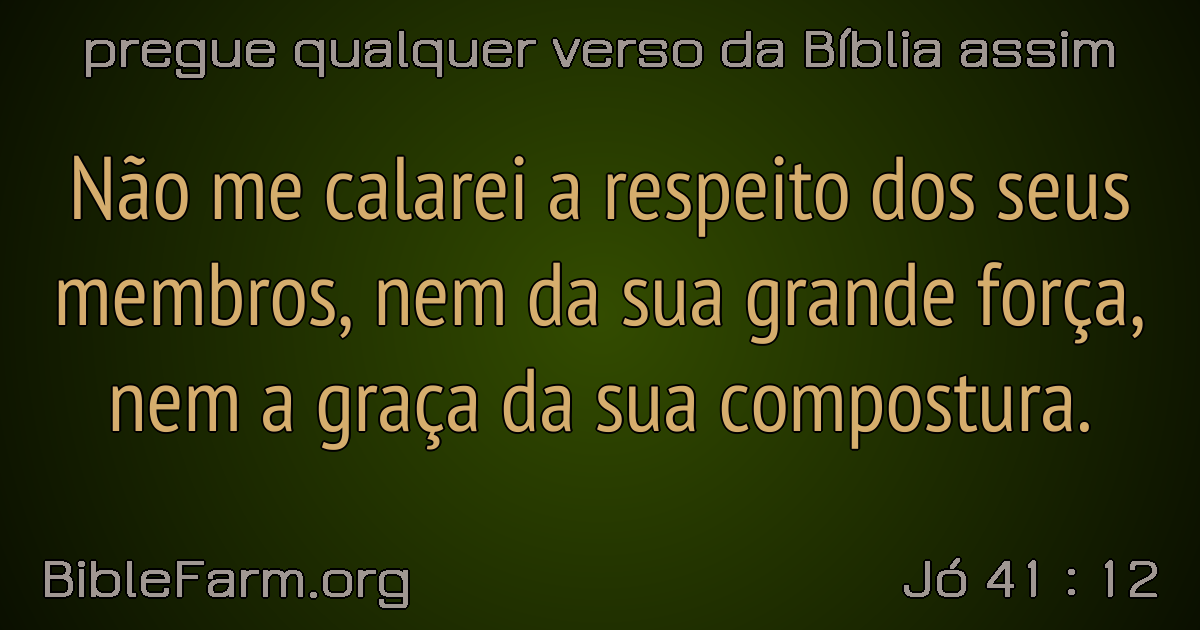 pregue qualquer verso da Bíblia assim
Não me calarei a respeito dos seus
membros, nem da sua grande força,
nem a graça da sua compostura.
BibleFarm.org
Jó 41 : 12